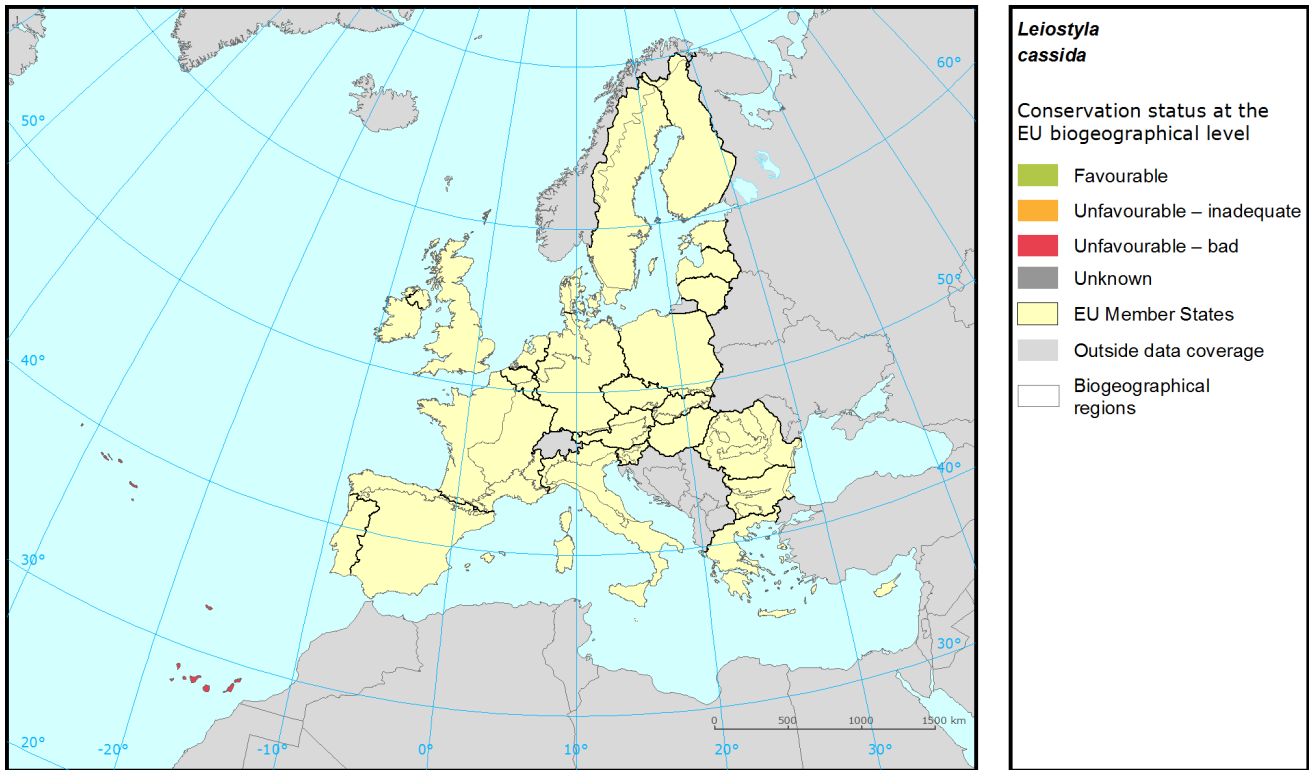 Leiostyla
cassida
Conservation status at the
EU biogeographical level
Favourable
Unfavourable – inadequate
Unfavourable – bad
Unknown
EU Member States
Outside data coverage
Biogeographical
regions
60°
50°
50°
40°
40°
30°
30°
20°
-20°
-10°
0°
10°
20°
30°
0
500
1000
1500 km